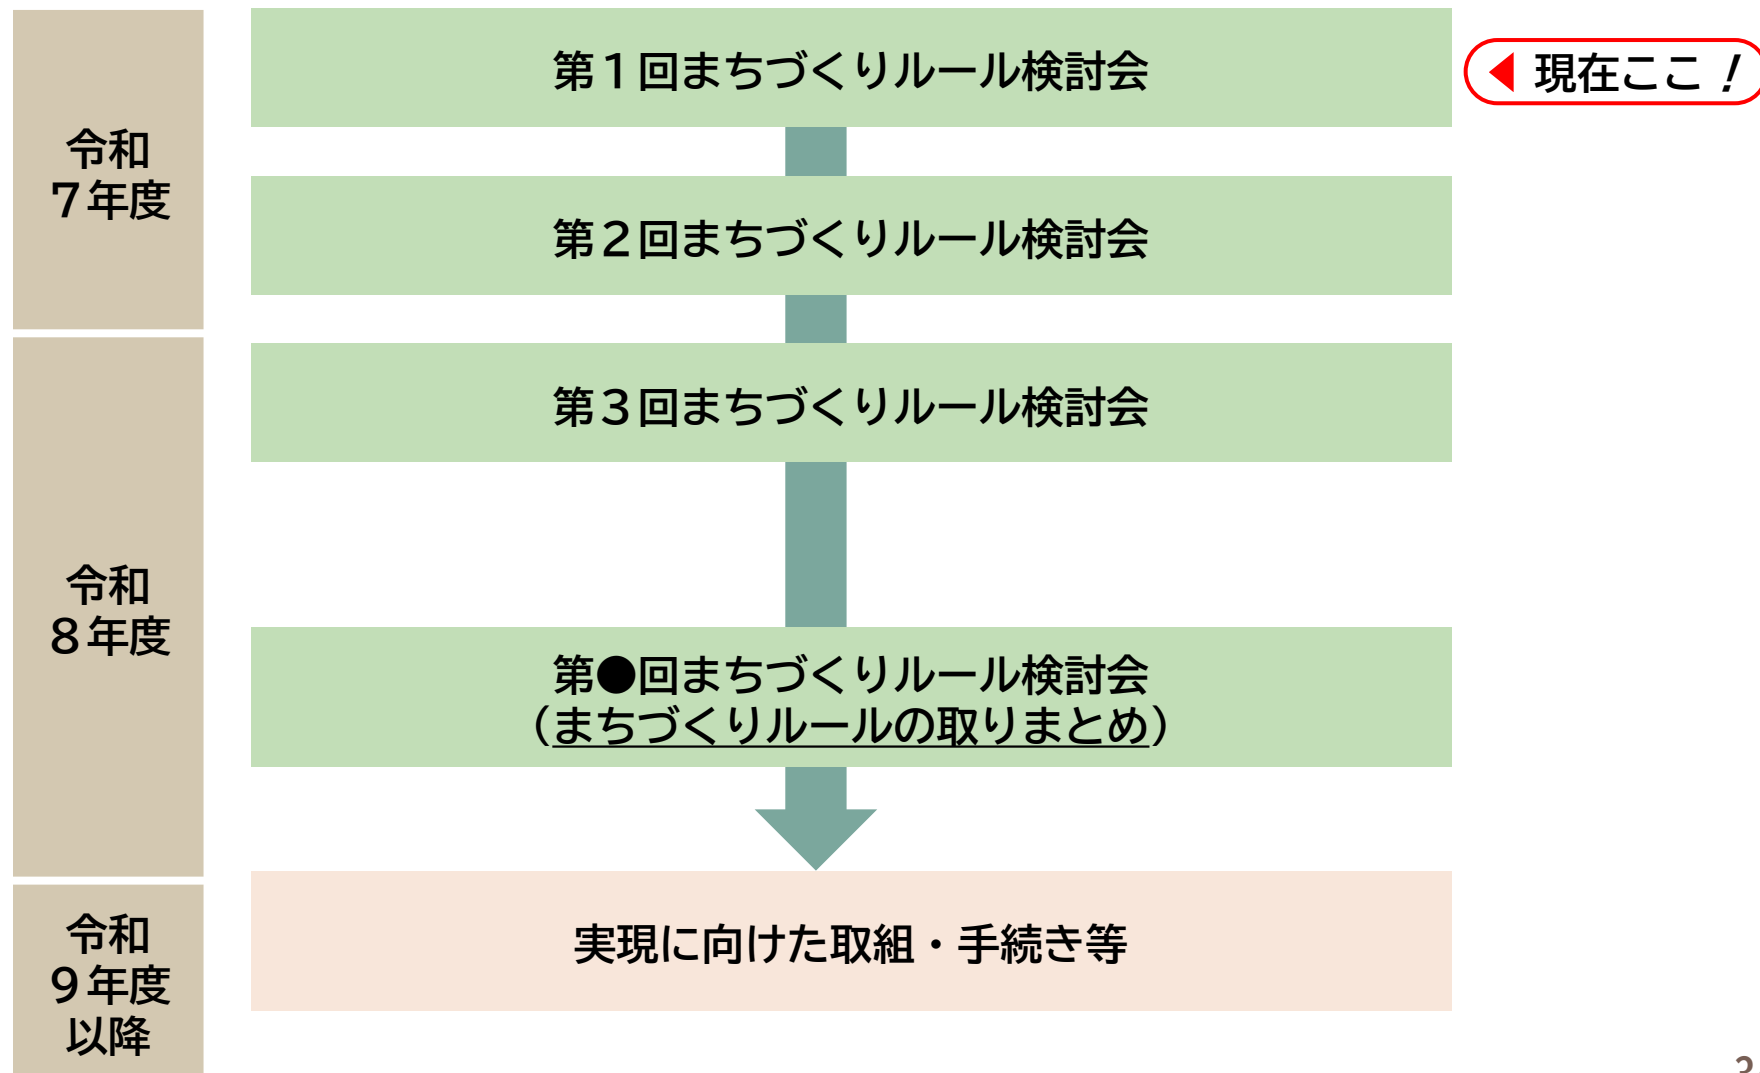 令和
７年度
第１回まちづくりルール検討会
現在ここ！
第２回まちづくりルール検討会
令和
８年度
第３回まちづくりルール検討会
第●回まちづくりルール検討会
（まちづくりルールの取りまとめ）
令和
９年度
以降
実現に向けた取組・手続き等